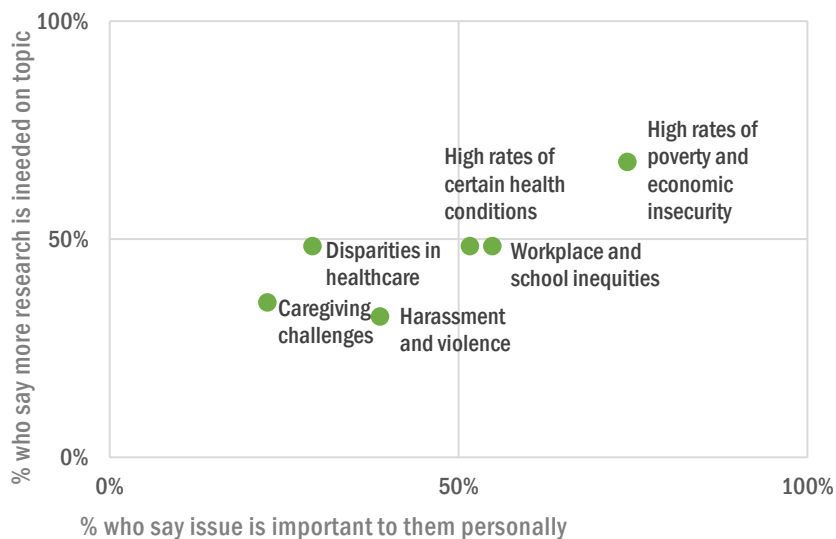 % who say more research is ineeded on topic
100%
50%
0%
High rates of
poverty and
economic
insecurity
High rates of
certain health
conditions
Disparities in
healthcare
Workplace and
school inequities
Caregiving
challenges
Harassment
and violence
0%
50%
100%
% who say issue is important to them personally